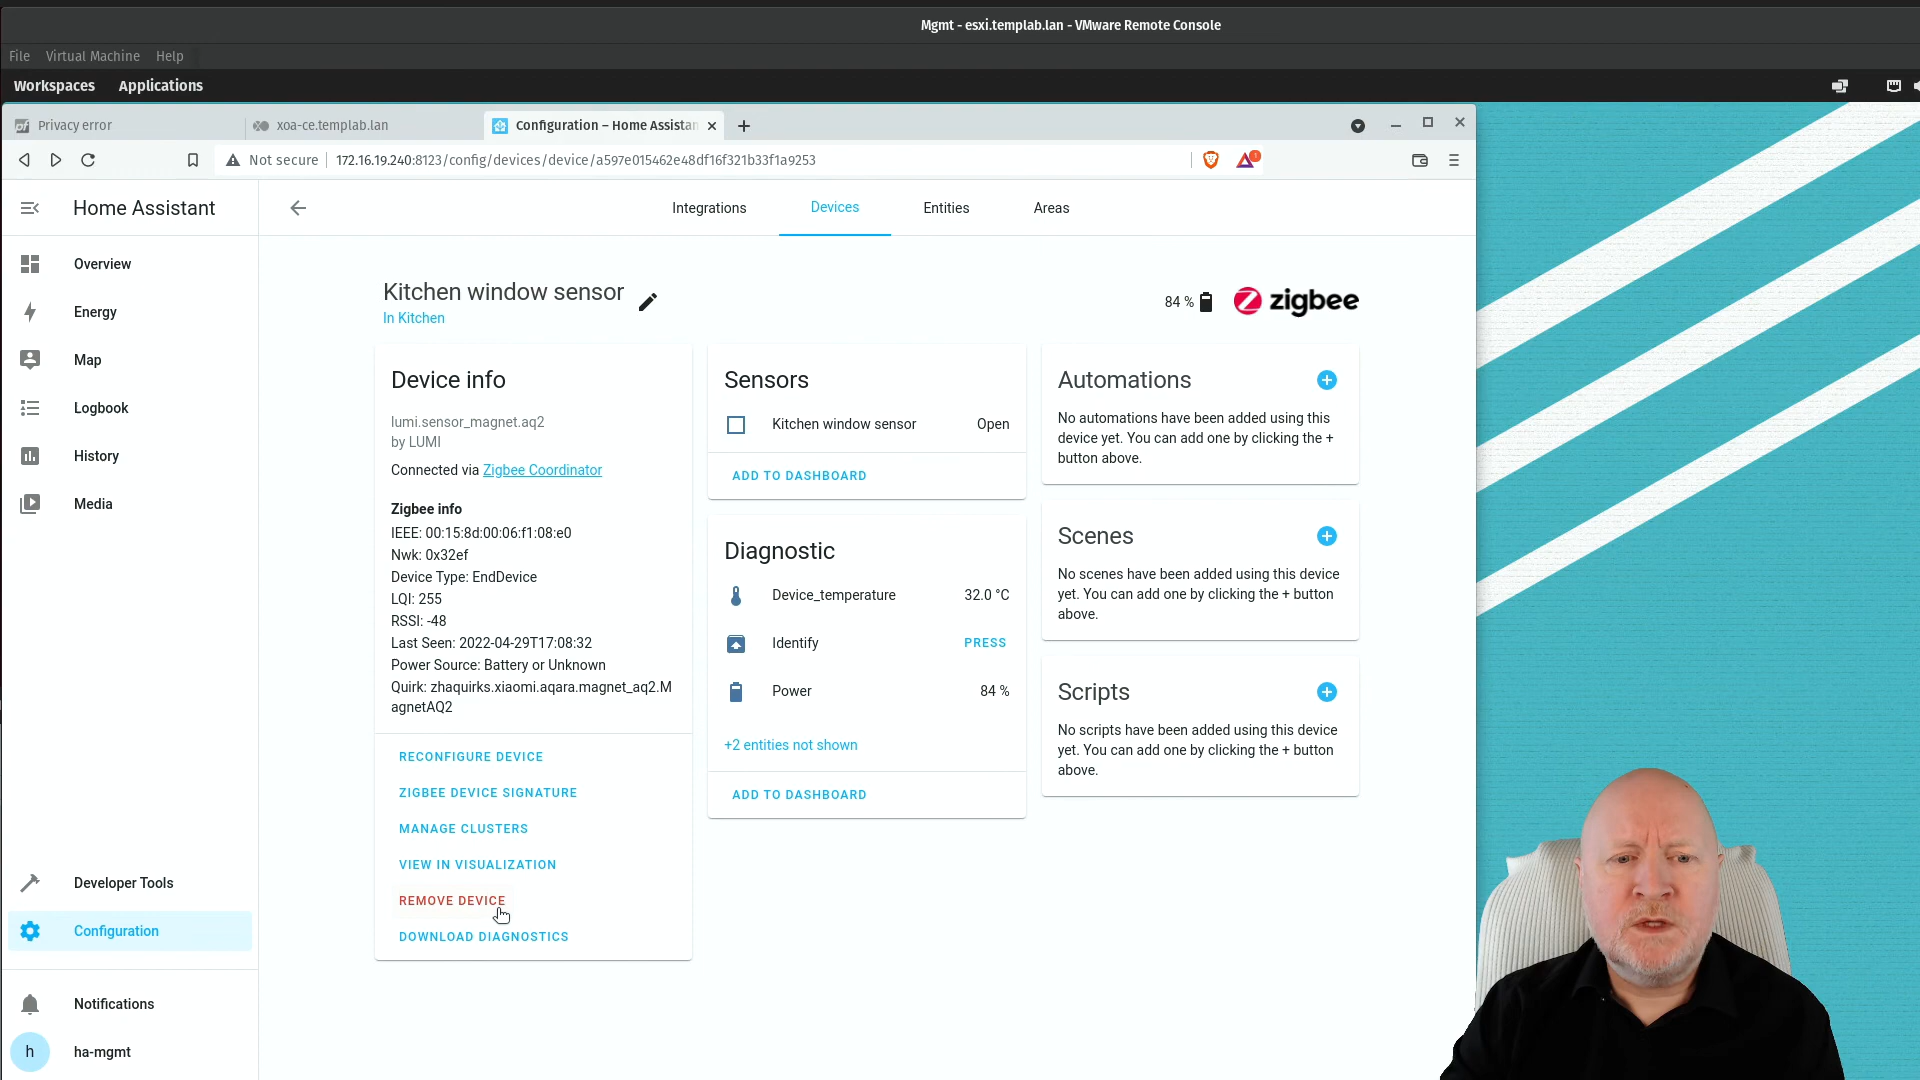 Mgmt - esxi.templab.lan - VMware Remote Console
File Virtual Machine Help
Workspaces Applications
Privacy error
xoa-ce.templab.lan
Configuration – Home Assistan
Not secure
172.16.19.240:8123/config/devices/device/a597e015462e48df16f321b33f1a9253
1
Home Assistant
Integrations
Devices
Entities
Areas
Overview
Energy
Map
Logbook
History
Media
Developer Tools
Configuration
Notifications
h
ha-mgmt
Kitchen window sensor
In Kitchen
84 %
zigbee
Device info
lumi.sensor_magnet.aq2
by LUMI
Connected via Zigbee Coordinator
Zigbee info
IEEE: 00:15:8d:00:06:f1:08:e0
Nwk: 0x32ef
Device Type: EndDevice
LQI: 255
RSSI: -48
Last Seen: 2022-04-29T17:08:32
Power Source: Battery or Unknown
Quirk: zhaquirks.xiaomi.aqara.magnet_aq2.M
agnetAQ2
RECONFIGURE DEVICE
ZIGBEE DEVICE SIGNATURE
MANAGE CLUSTERS
VIEW IN VISUALIZATION
REMOVE DEVICE
DOWNLOAD DIAGNOSTICS
Sensors
Kitchen window sensor Open
ADD TO DASHBOARD
Diagnostic
Device_temperature 32.0 °C
Identify PRESS
Power 84 %
+2 entities not shown
ADD TO DASHBOARD
Automations
No automations have been added using this
device yet. You can add one by clicking the +
button above.
Scenes
No scenes have been added using this device
yet. You can add one by clicking the + button
above.
Scripts
No scripts have been added using this device
yet. You can add one by clicking the + button
above.